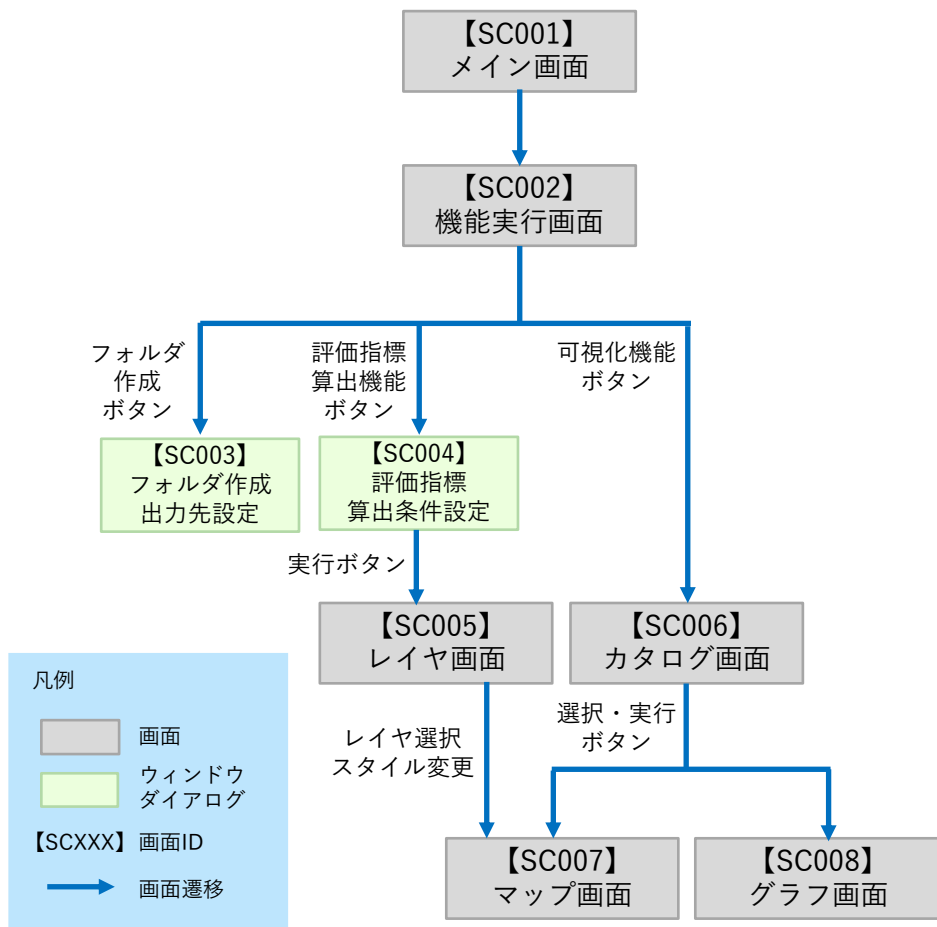 【SC001】
メイン画面
【SC002】
機能実行画面
フォルダ
作成
ボタン
評価指標
算出機能
ボタン
可視化機能
ボタン
【SC003】
フォルダ作成
出力先設定
【SC004】
評価指標
算出条件設定
実行ボタン
【SC005】
レイヤ画面
【SC006】
カタログ画面
レイヤ選択
スタイル変更
選択・実行
ボタン
【SC007】
マップ画面
【SC008】
グラフ画面
凡例
画面
ウィンドウ
ダイアログ
【SCXXX】 画面ID
画面遷移